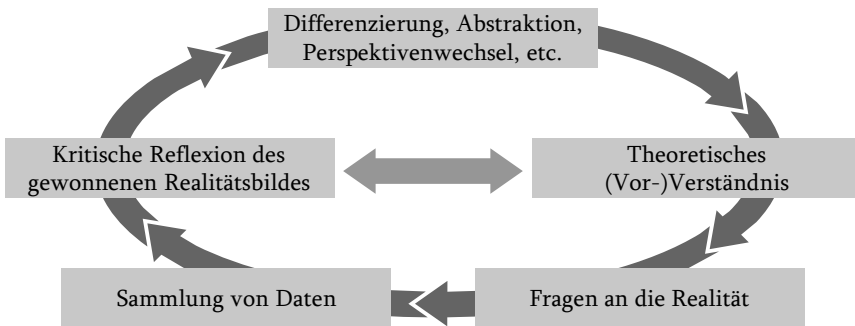 Differenzierung, Abstraktion,
Perspektivenwechsel, etc.
Kritische Reflexion des
gewonnenen Realitätsbildes
Theoretisches
(Vor-)Verständnis
Sammlung von Daten
Fragen an die Realität